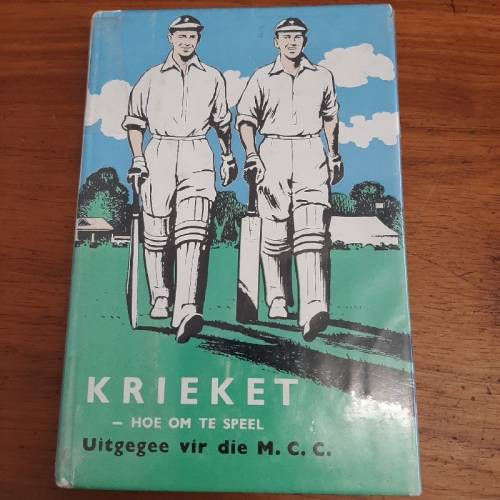 KRIEKET
– HOE OM TE SPEEL
Uitgegee vir die M. C. C.